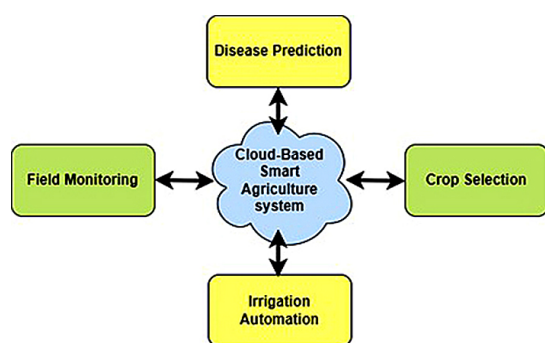 Disease Prediction
Field Monitoring
Cloud-Based
Smart
Agriculture
system
Crop Selection
Irrigation
Automation